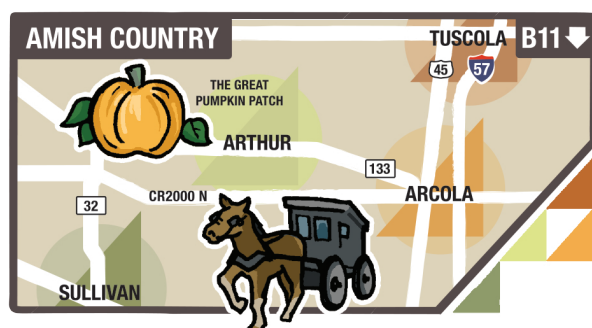 AMISH COUNTRY
TUSCOLA
B11
45
57
THE GREAT
PUMPKIN PATCH
ARTHUR
133
CR2000 N
ARCOLA
32
SULLIVAN